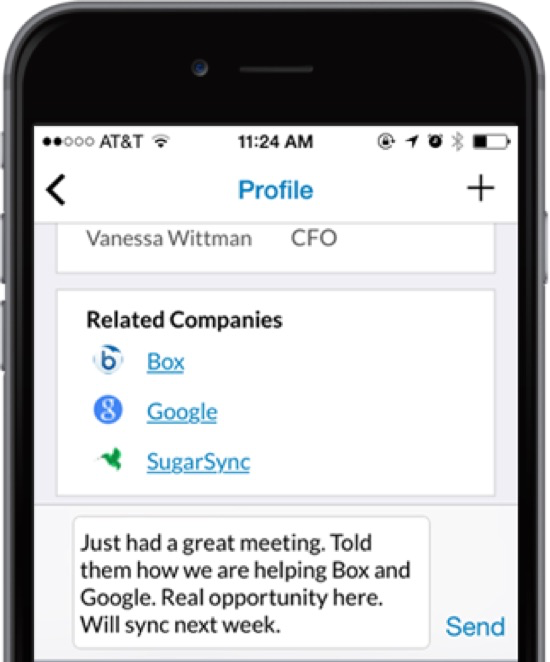 AT&T 11:24 AM
Profile
Vanessa Wittman CFO
Related Companies
Box
Google
SugarSync
Just had a great meeting. Told
them how we are helping Box and
Google. Real opportunity here.
Will sync next week.
Send